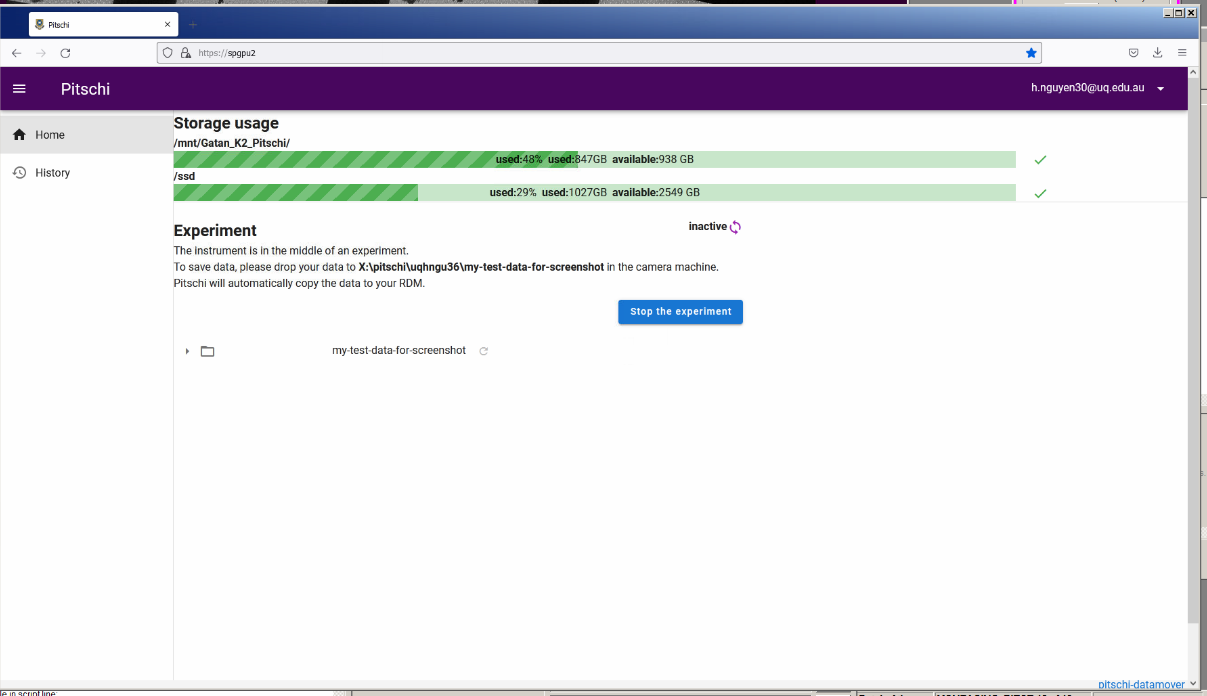 Pitschi
https://spgpu2
Pitschi
h.nguyen30@uq.edu.au
Home
History
Storage usage
/mnt/Gatan_K2_Pitschi/
used:48% used:847GB available:938 GB
/ssd
used:29% used:1027GB available:2549 GB
Experiment
inactive
The instrument is in the middle of an experiment.
To save data, please drop your data to X:\pitschi\uqhngu36\my-test-data-for-screenshot in the camera machine.
Pitschi will automatically copy the data to your RDM.
Stop the experiment
my-test-data-for-screenshot
pitschi-datamover
le in script line: